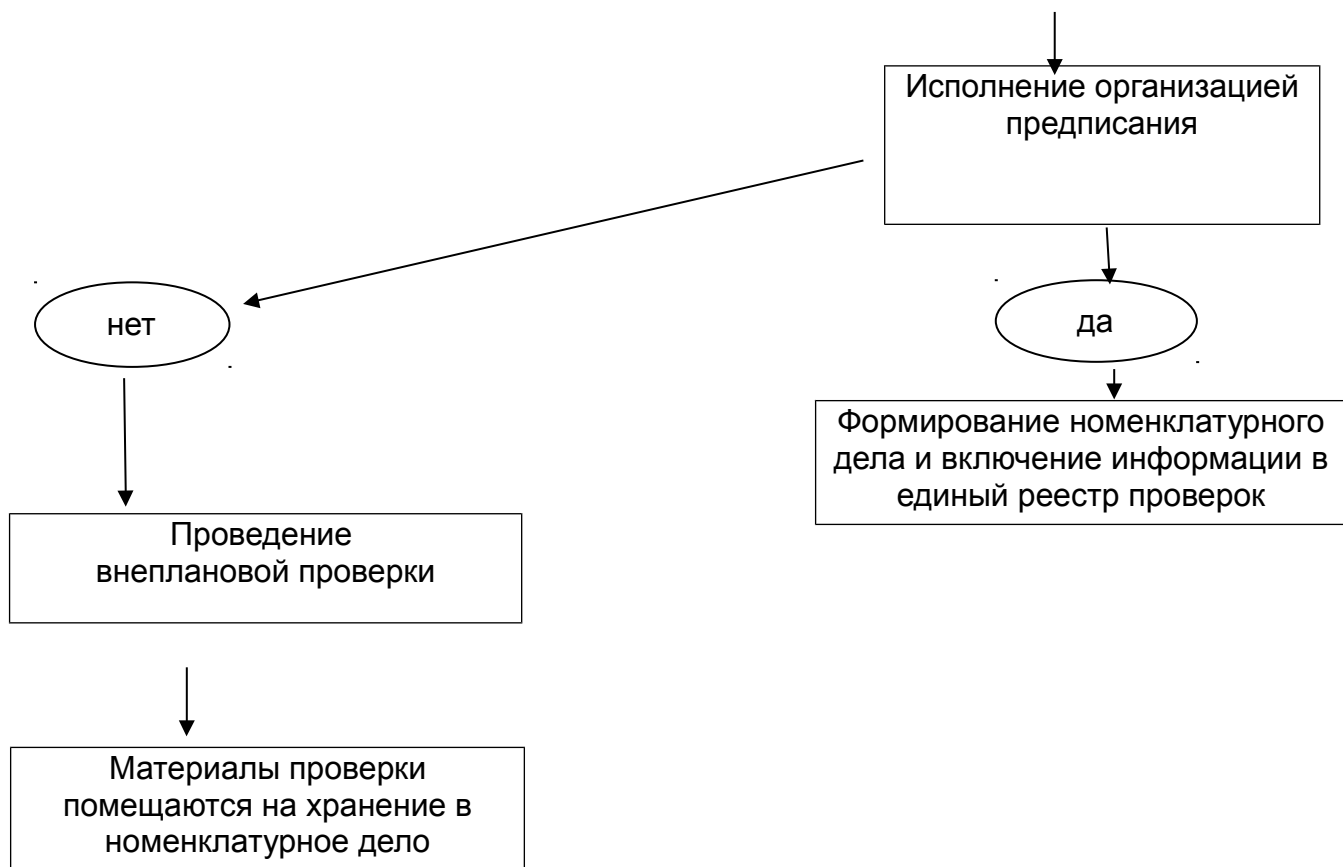 Исполнение организацией
предписания
нет
да
Формирование номенклатурного
дела и включение информации в
единый реестр проверок
Проведение
внеплановой проверки
Материалы проверки
помещаются на хранение в
номенклатурное дело